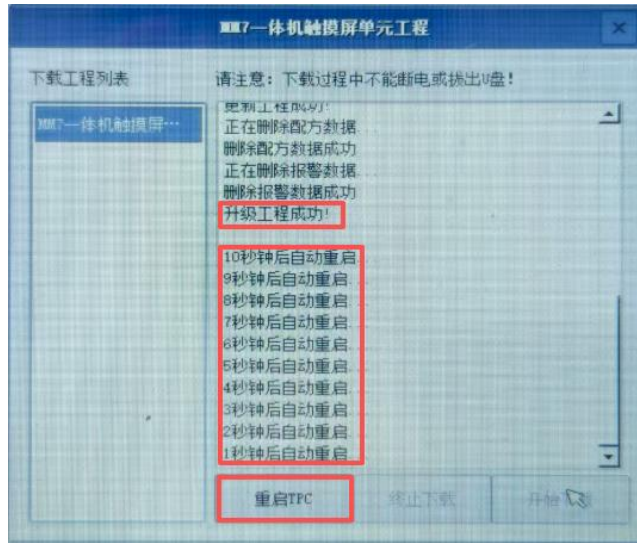 MM7一体机触摸屏单元工程
下载工程列表
请注意：下载过程中不能断电或拔出U盘！
MM7一体机触摸屏…
更新工程成功!
正在删除配方数据...
删除配方数据成功
正在删除报警数据...
删除报警数据成功
升级工程成功!
10秒钟后自动重启...
9秒钟后自动重启...
8秒钟后自动重启...
7秒钟后自动重启...
6秒钟后自动重启...
5秒钟后自动重启...
4秒钟后自动重启...
3秒钟后自动重启...
2秒钟后自动重启...
1秒钟后自动重启...
重启TPC
终止下载
开始